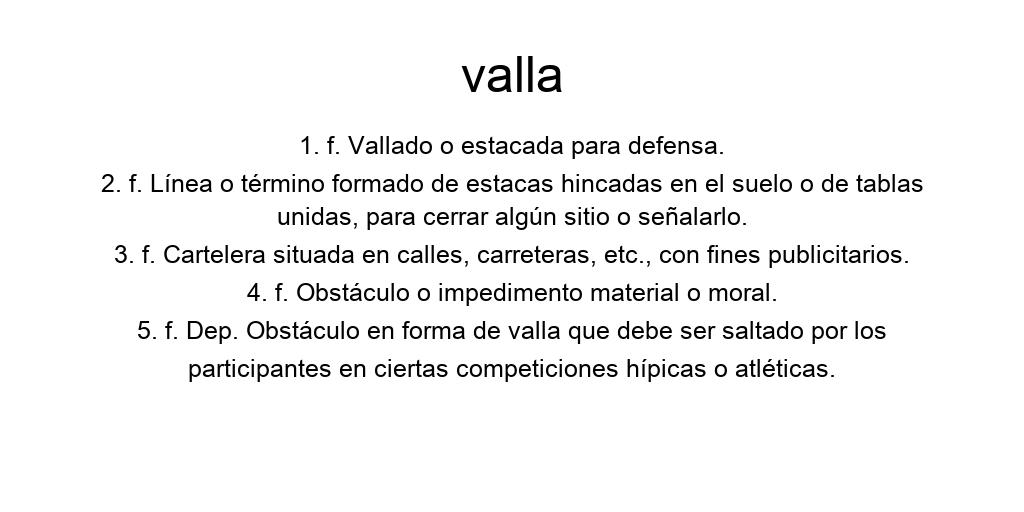 valla
1. f. Vallado o estacada para defensa.
2. f. Línea o término formado de estacas hincadas en el suelo o de tablas
unidas, para cerrar algún sitio o señalarlo.
3. f. Cartelera situada en calles, carreteras, etc., con fines publicitarios.
4. f. Obstáculo o impedimento material o moral.
5. f. Dep. Obstáculo en forma de valla que debe ser saltado por los
participantes en ciertas competiciones hípicas o atléticas.